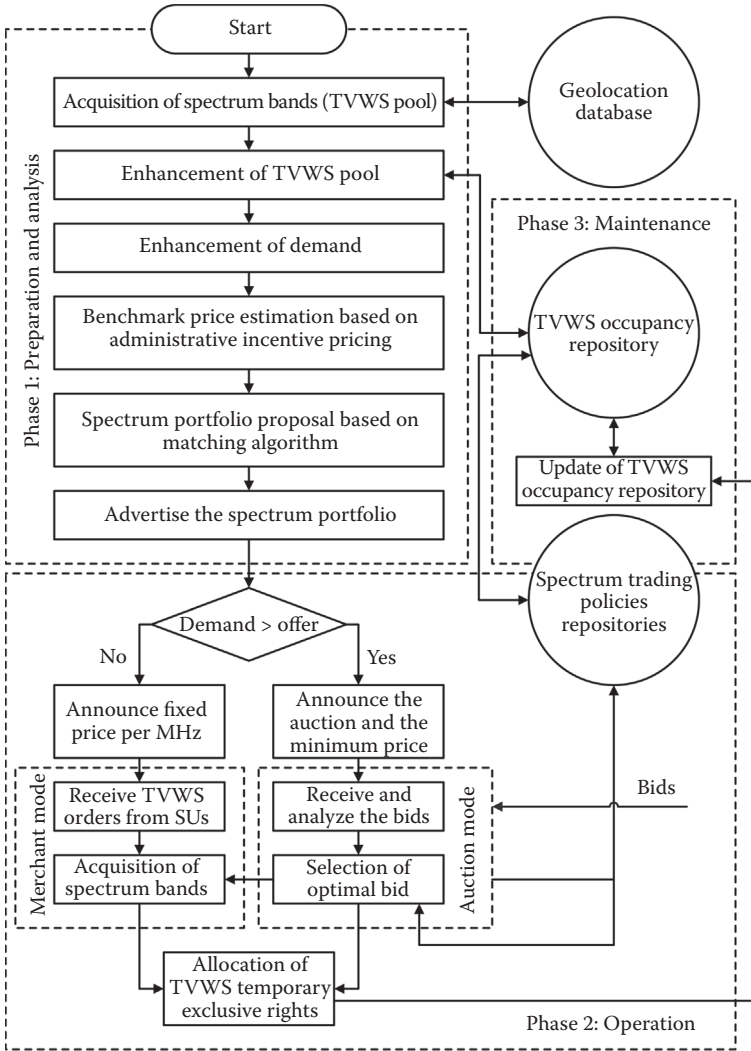 Start
Acquisition of spectrum bands (TVWS pool)
Geolocation
database
Enhancement of TVWS pool
Enhancement of demand
Benchmark price estimation based on
administrative incentive pricing
Spectrum portfolio proposal based on
matching algorithm
Advertise the spectrum portfolio
Phase 1: Preparation and analysis
Phase 3: Maintenance
TVWS occupancy
repository
Update of TVWS
occupancy repository
Spectrum trading
policies
repositories
Demand > offer
No
Yes
Announce fixed
price per MHz
Announce the
auction and the
minimum price
Merchant mode
Receive TVWS
orders from SUs
Acquisition of
spectrum bands
Receive and
analyze the bids
Selection of
optimal bid
Auction mode
Bids
Allocation of
TVWS temporary
exclusive rights
Phase 2: Operation